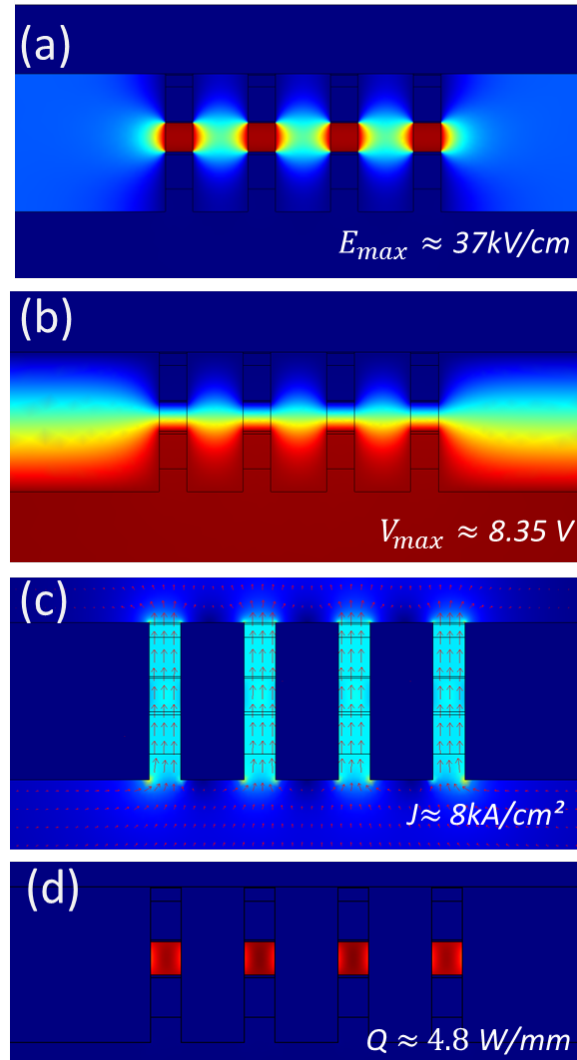 (a)
E_max ≈ 37kV/cm
(b)
V_max ≈ 8.35 V
(c)
J≈ 8kA/cm²
(d)
Q ≈ 4.8 W/mm